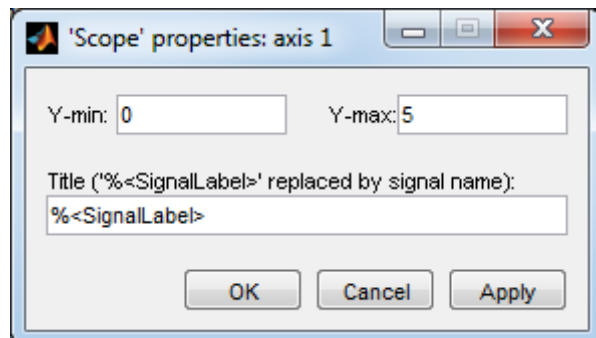 'Scope' properties: axis 1
Y-min: 0 Y-max: 5
Title ('%<SignalLabel>' replaced by signal name):
%<SignalLabel>
OK Cancel Apply